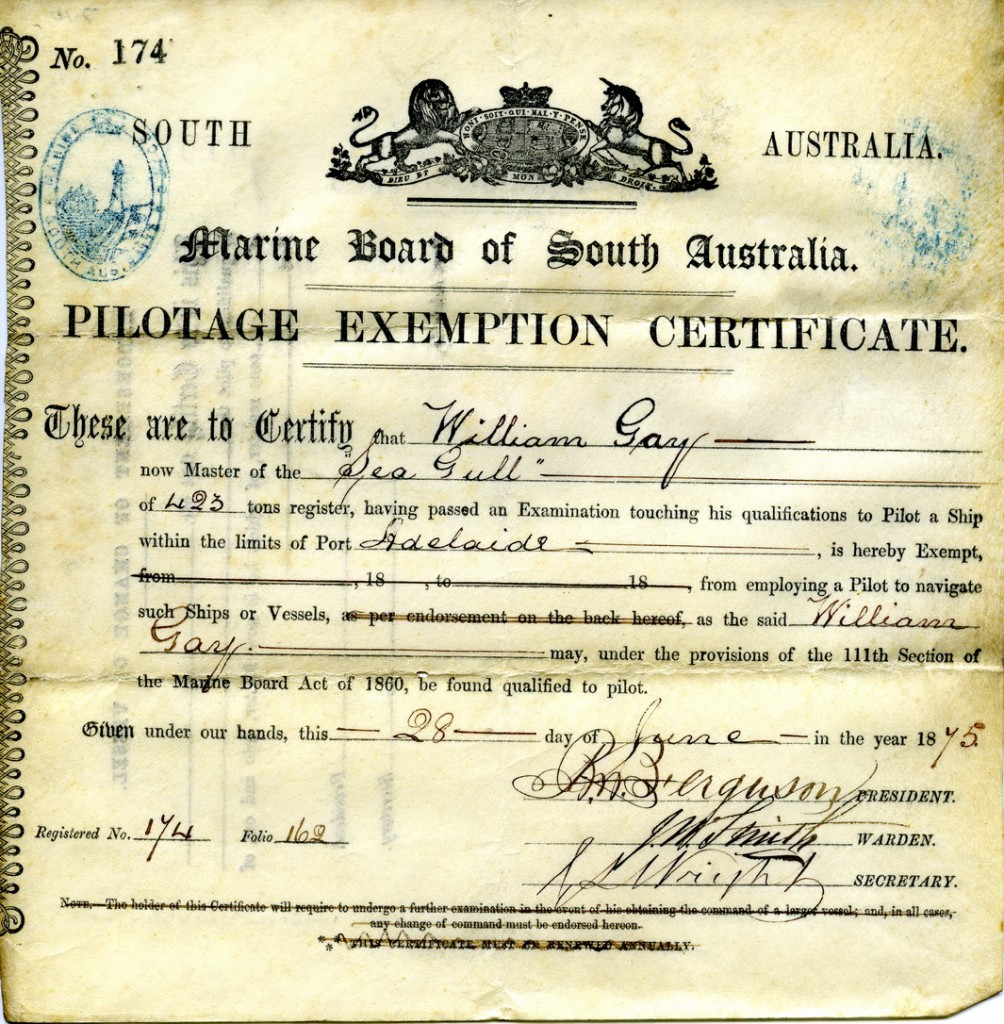 No. 174
SOUTH AUSTRALIA.
HONI · SOIT · QUI · MAL · Y · PENSE
DIEU ET MON DROIT.
Marine Board of South Australia.
PILOTAGE EXEMPTION CERTIFICATE.
These are to Certify that William Gay
now Master of the "Sea Gull"
of 423 tons register, having passed an Examination touching his qualifications to Pilot a Ship
within the limits of Port Adelaide, is hereby Exempt,
from , 18 , to 18 , from employing a Pilot to navigate
such Ships or Vessels, as per endorsement on the back hereof, as the said William
Gay. may, under the provisions of the 111th Section of
the Marine Board Act of 1860, be found qualified to pilot.
Given under our hands, this 28 day of June in the year 1875.
Ferguson PRESIDENT.
Registered No. 174 Folio 162
Smith WARDEN.
Wright SECRETARY.
NOTE.—The holder of this Certificate will require to undergo a further examination in the event of his obtaining the command of a larger vessel; and, in all cases,
any change of command must be endorsed hereon.
*** THIS CERTIFICATE MUST BE RENEWED ANNUALLY.